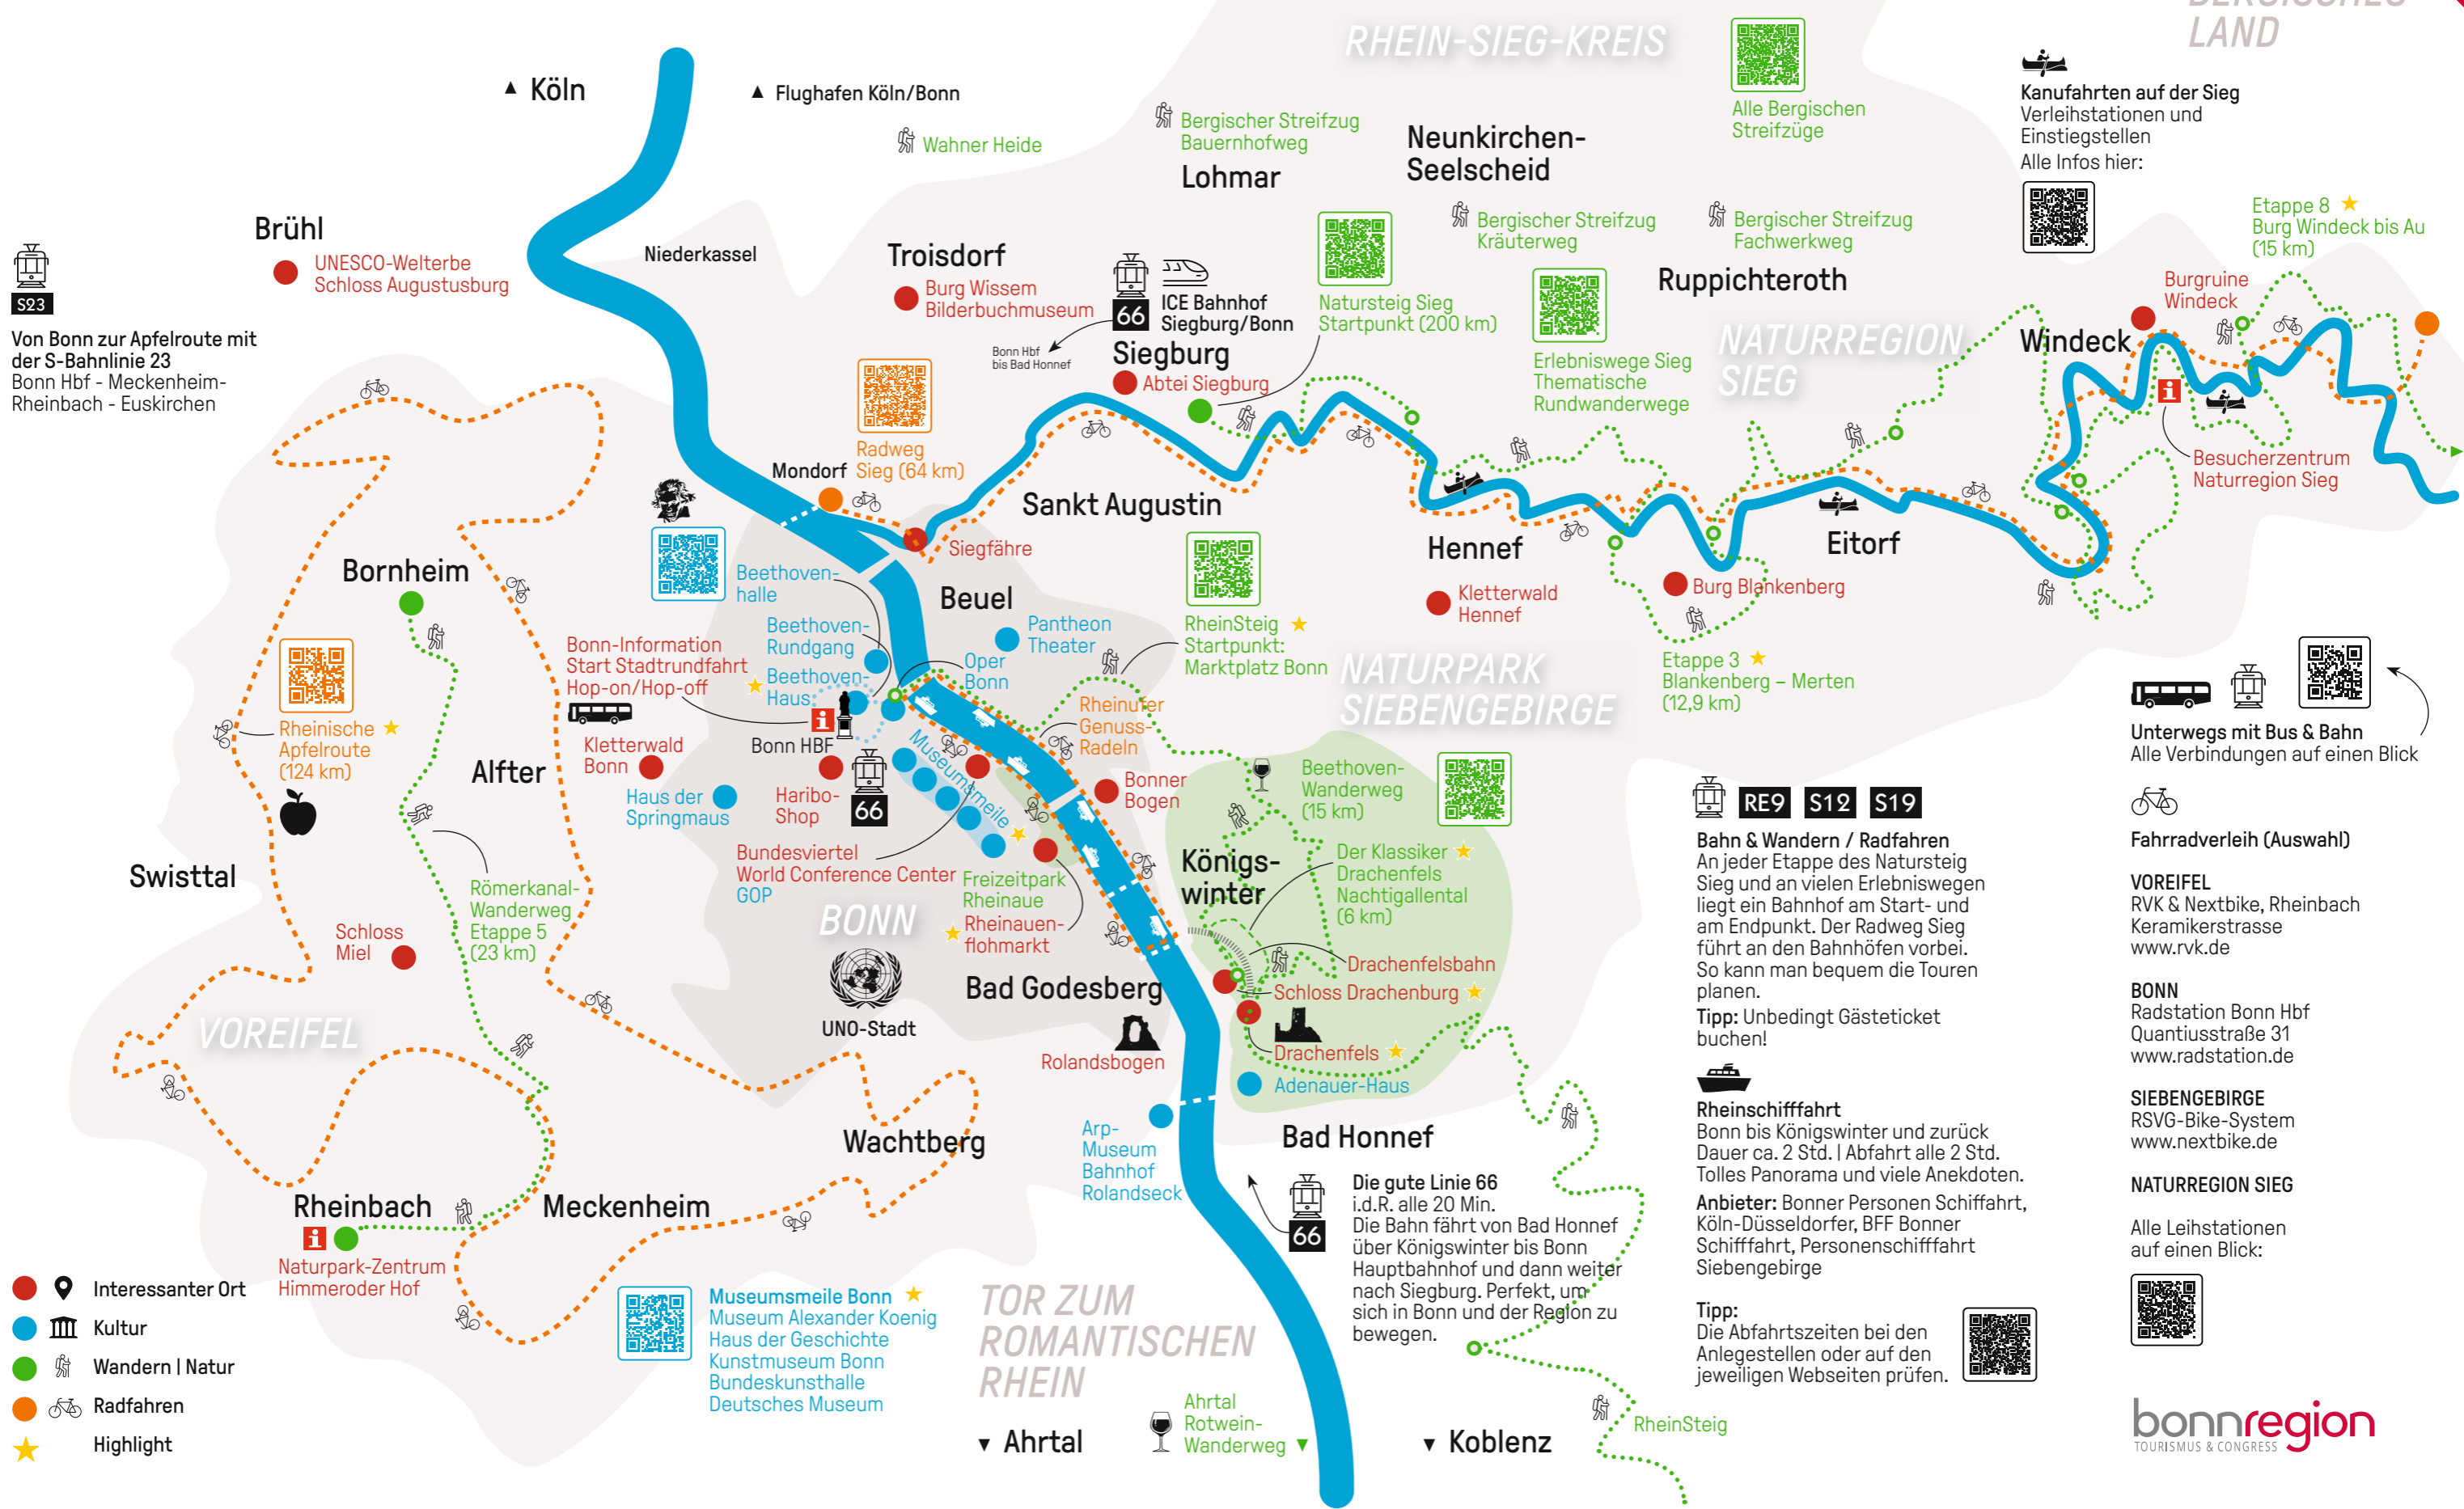 BERGISCHES
LAND
RHEIN-SIEG-KREIS
Köln
Flughafen Köln/Bonn
Wahner Heide
Bergischer Streifzug
Bauernhofweg
Lohmar
Neunkirchen-
Seelscheid
Alle Bergischen
Streifzüge
Kanufahrten auf der Sieg
Verleihstationen und
Einstiegstellen
Alle Infos hier:
Bergischer Streifzug
Kräuterweg
Bergischer Streifzug
Fachwerkweg
Etappe 8
Burg Windeck bis Au
(15 km)
S23
Von Bonn zur Apfelroute mit
der S-Bahnlinie 23
Bonn Hbf - Meckenheim-
Rheinbach - Euskirchen
Brühl
UNESCO-Welterbe
Schloss Augustusburg
Niederkassel
Troisdorf
Burg Wissem
Bilderbuchmuseum
66
ICE Bahnhof
Siegburg/Bonn
Bonn Hbf
bis Bad Honnef
Siegburg
Abtei Siegburg
Natursteig Sieg
Startpunkt (200 km)
Erlebniswege Sieg
Thematische
Rundwanderwege
Ruppichteroth
NATURREGION
SIEG
Burgruine
Windeck
Windeck
i
Besucherzentrum
Naturregion Sieg
Radweg
Sieg (64 km)
Mondorf
Siegfähre
Sankt Augustin
Hennef
Kletterwald
Hennef
Eitorf
Burg Blankenberg
Etappe 3
Blankenberg – Merten
(12,9 km)
Bornheim
Beethoven-
halle
Beethoven-
Rundgang
Beethoven-
Haus
Beuel
Pantheon
Theater
Oper
Bonn
RheinSteig
Startpunkt:
Marktplatz Bonn
NATURPARK
SIEBENGEBIRGE
Bonn-Information
Start Stadtrundfahrt
Hop-on/Hop-off
i
Bonn HBF
66
Rheinische
Apfelroute
(124 km)
Alfter
Kletterwald
Bonn
Haus der
Springmaus
Haribo-
Shop
Museumsmeile
Rheinufer
Genuss-
Radeln
Bonner
Bogen
Bundesviertel
World Conference Center
GOP
Freizeitpark
Rheinaue
Rheinauen-
flohmarkt
BONN
UNO-Stadt
Beethoven-
Wanderweg
(15 km)
Königs-
winter
Der Klassiker
Drachenfels
Nachtigallental
(6 km)
Drachenfelsbahn
Schloss Drachenburg
Drachenfels
Adenauer-Haus
Swisttal
Schloss
Miel
Römerkanal-
Wanderweg
Etappe 5
(23 km)
VOREIFEL
Bad Godesberg
Rolandsbogen
Wachtberg
Arp-
Museum
Bahnhof
Rolandseck
Bad Honnef
66
Die gute Linie 66
i.d.R. alle 20 Min.
Die Bahn fährt von Bad Honnef
über Königswinter bis Bonn
Hauptbahnhof und dann weiter
nach Siegburg. Perfekt, um
sich in Bonn und der Region zu
bewegen.
Rheinbach
i
Naturpark-Zentrum
Himmeroder Hof
Meckenheim
Interessanter Ort
Kultur
Wandern | Natur
Radfahren
Highlight
Museumsmeile Bonn
Museum Alexander Koenig
Haus der Geschichte
Kunstmuseum Bonn
Bundeskunsthalle
Deutsches Museum
TOR ZUM
ROMANTISCHEN
RHEIN
Ahrtal
Ahrtal
Rotwein-
Wanderweg
Koblenz
RheinSteig
RE9 S12 S19
Bahn & Wandern / Radfahren
An jeder Etappe des Natursteig
Sieg und an vielen Erlebniswegen
liegt ein Bahnhof am Start- und
am Endpunkt. Der Radweg Sieg
führt an den Bahnhöfen vorbei.
So kann man bequem die Touren
planen.
Tipp: Unbedingt Gästeticket
buchen!
Rheinschifffahrt
Bonn bis Königswinter und zurück
Dauer ca. 2 Std. | Abfahrt alle 2 Std.
Tolles Panorama und viele Anekdoten.
Anbieter: Bonner Personen Schiffahrt,
Köln-Düsseldorfer, BFF Bonner
Schifffahrt, Personenschifffahrt
Siebengebirge
Tipp:
Die Abfahrtszeiten bei den
Anlegestellen oder auf den
jeweiligen Webseiten prüfen.
Unterwegs mit Bus & Bahn
Alle Verbindungen auf einen Blick
Fahrradverleih (Auswahl)
VOREIFEL
RVK & Nextbike, Rheinbach
Keramikerstrasse
www.rvk.de
BONN
Radstation Bonn Hbf
Quantiusstraße 31
www.radstation.de
SIEBENGEBIRGE
RSVG-Bike-System
www.nextbike.de
NATURREGION SIEG
Alle Leihstationen
auf einen Blick:
bonnregion
TOURISMUS & CONGRESS